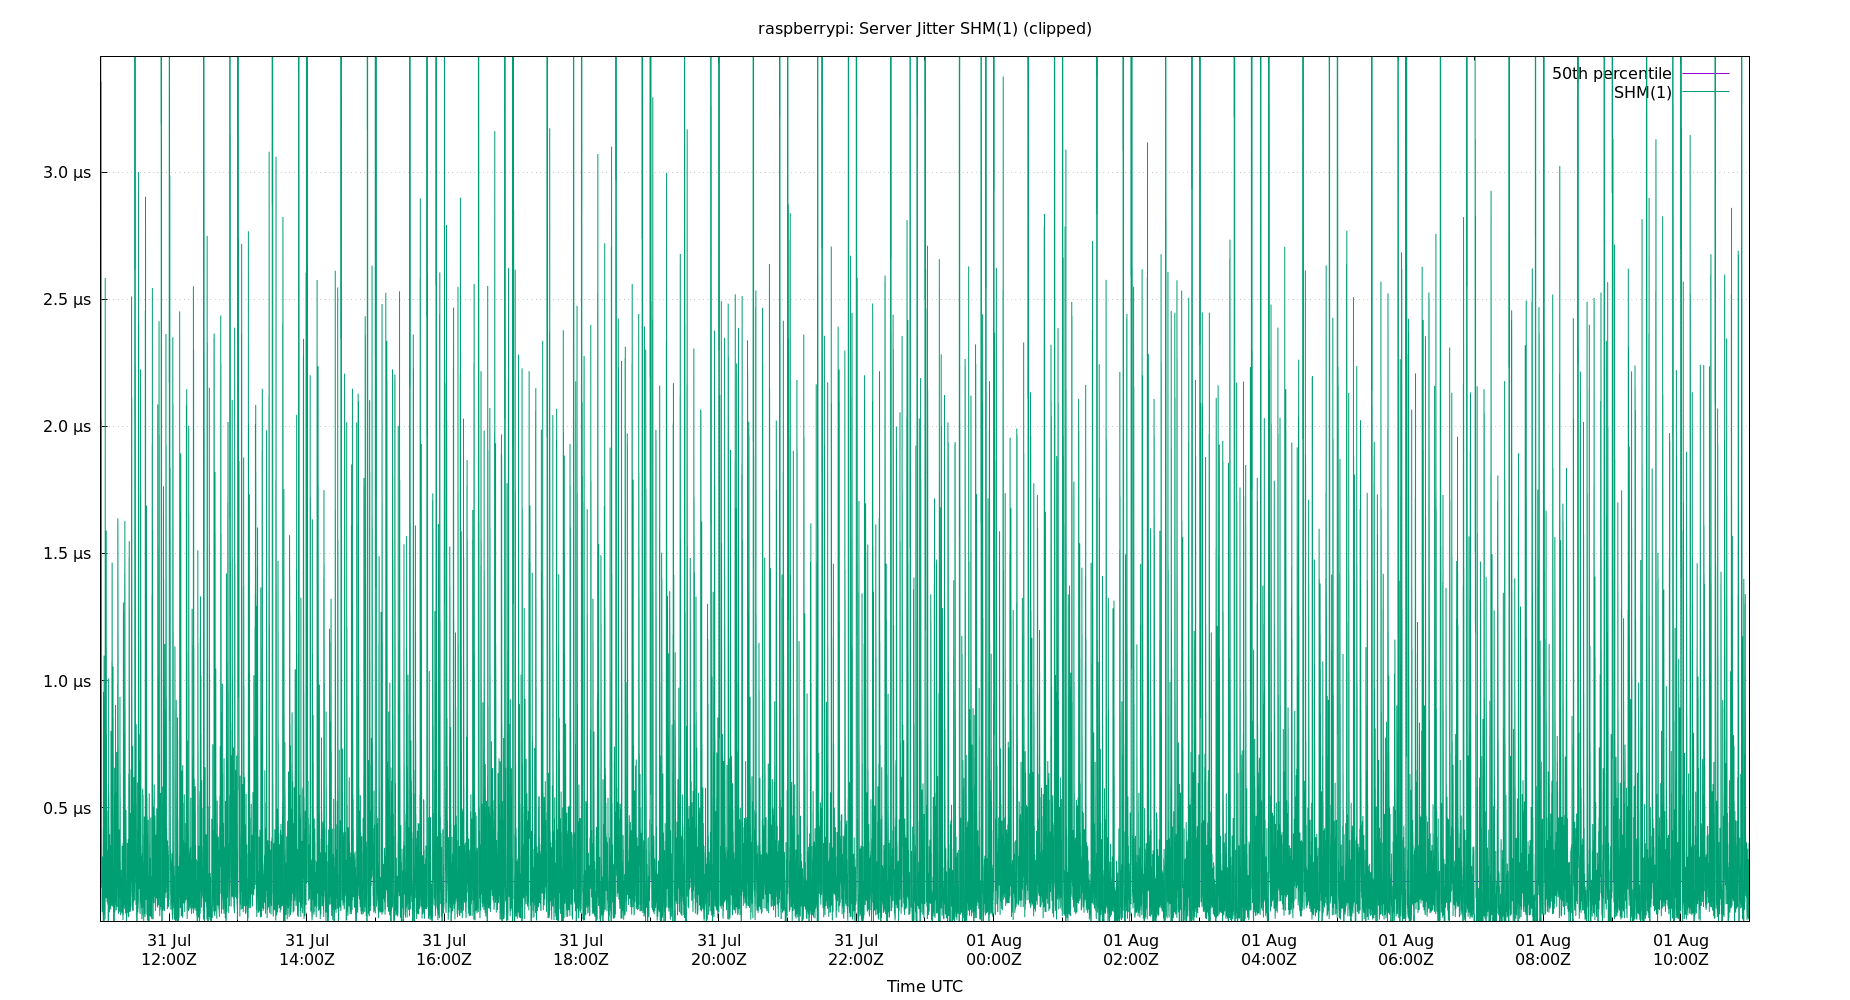 raspberrypi: Server Jitter SHM(1) (clipped)
50th percentile
SHM(1)
3.0 µs
2.5 µs
2.0 µs
1.5 µs
1.0 µs
0.5 µs
31 Jul 31 Jul 31 Jul 31 Jul 31 Jul 31 Jul 01 Aug 01 Aug 01 Aug 01 Aug 01 Aug 01 Aug
12:00Z 14:00Z 16:00Z 18:00Z 20:00Z 22:00Z 00:00Z 02:00Z 04:00Z 06:00Z 08:00Z 10:00Z
Time UTC